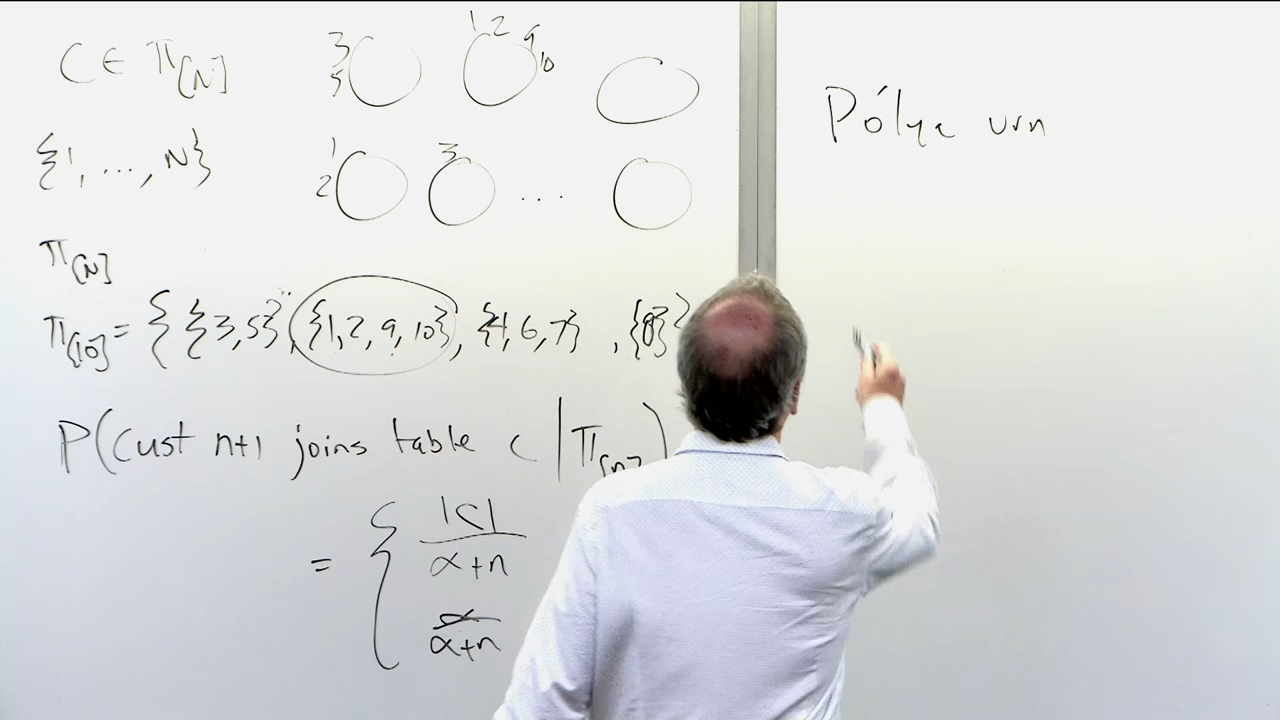 C ∈ Π[N]
3 5
1 2 9 10
{1, ..., N}
1 2
3
...
Π[N]
Π[10] = { {3,5}, {1,2,9,10}, {4,6,7}, {8}
P(cust n+1 joins table c | Π[n])
= { |c| / α+n
α / α+n
Pólya urn